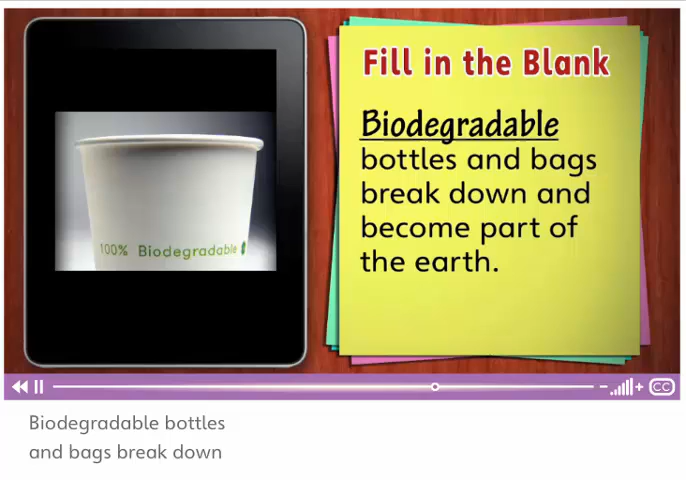 Fill in the Blank
Biodegradable
bottles and bags
break down and
become part of
the earth.
100% Biodegradable
CC
Biodegradable bottles
and bags break down